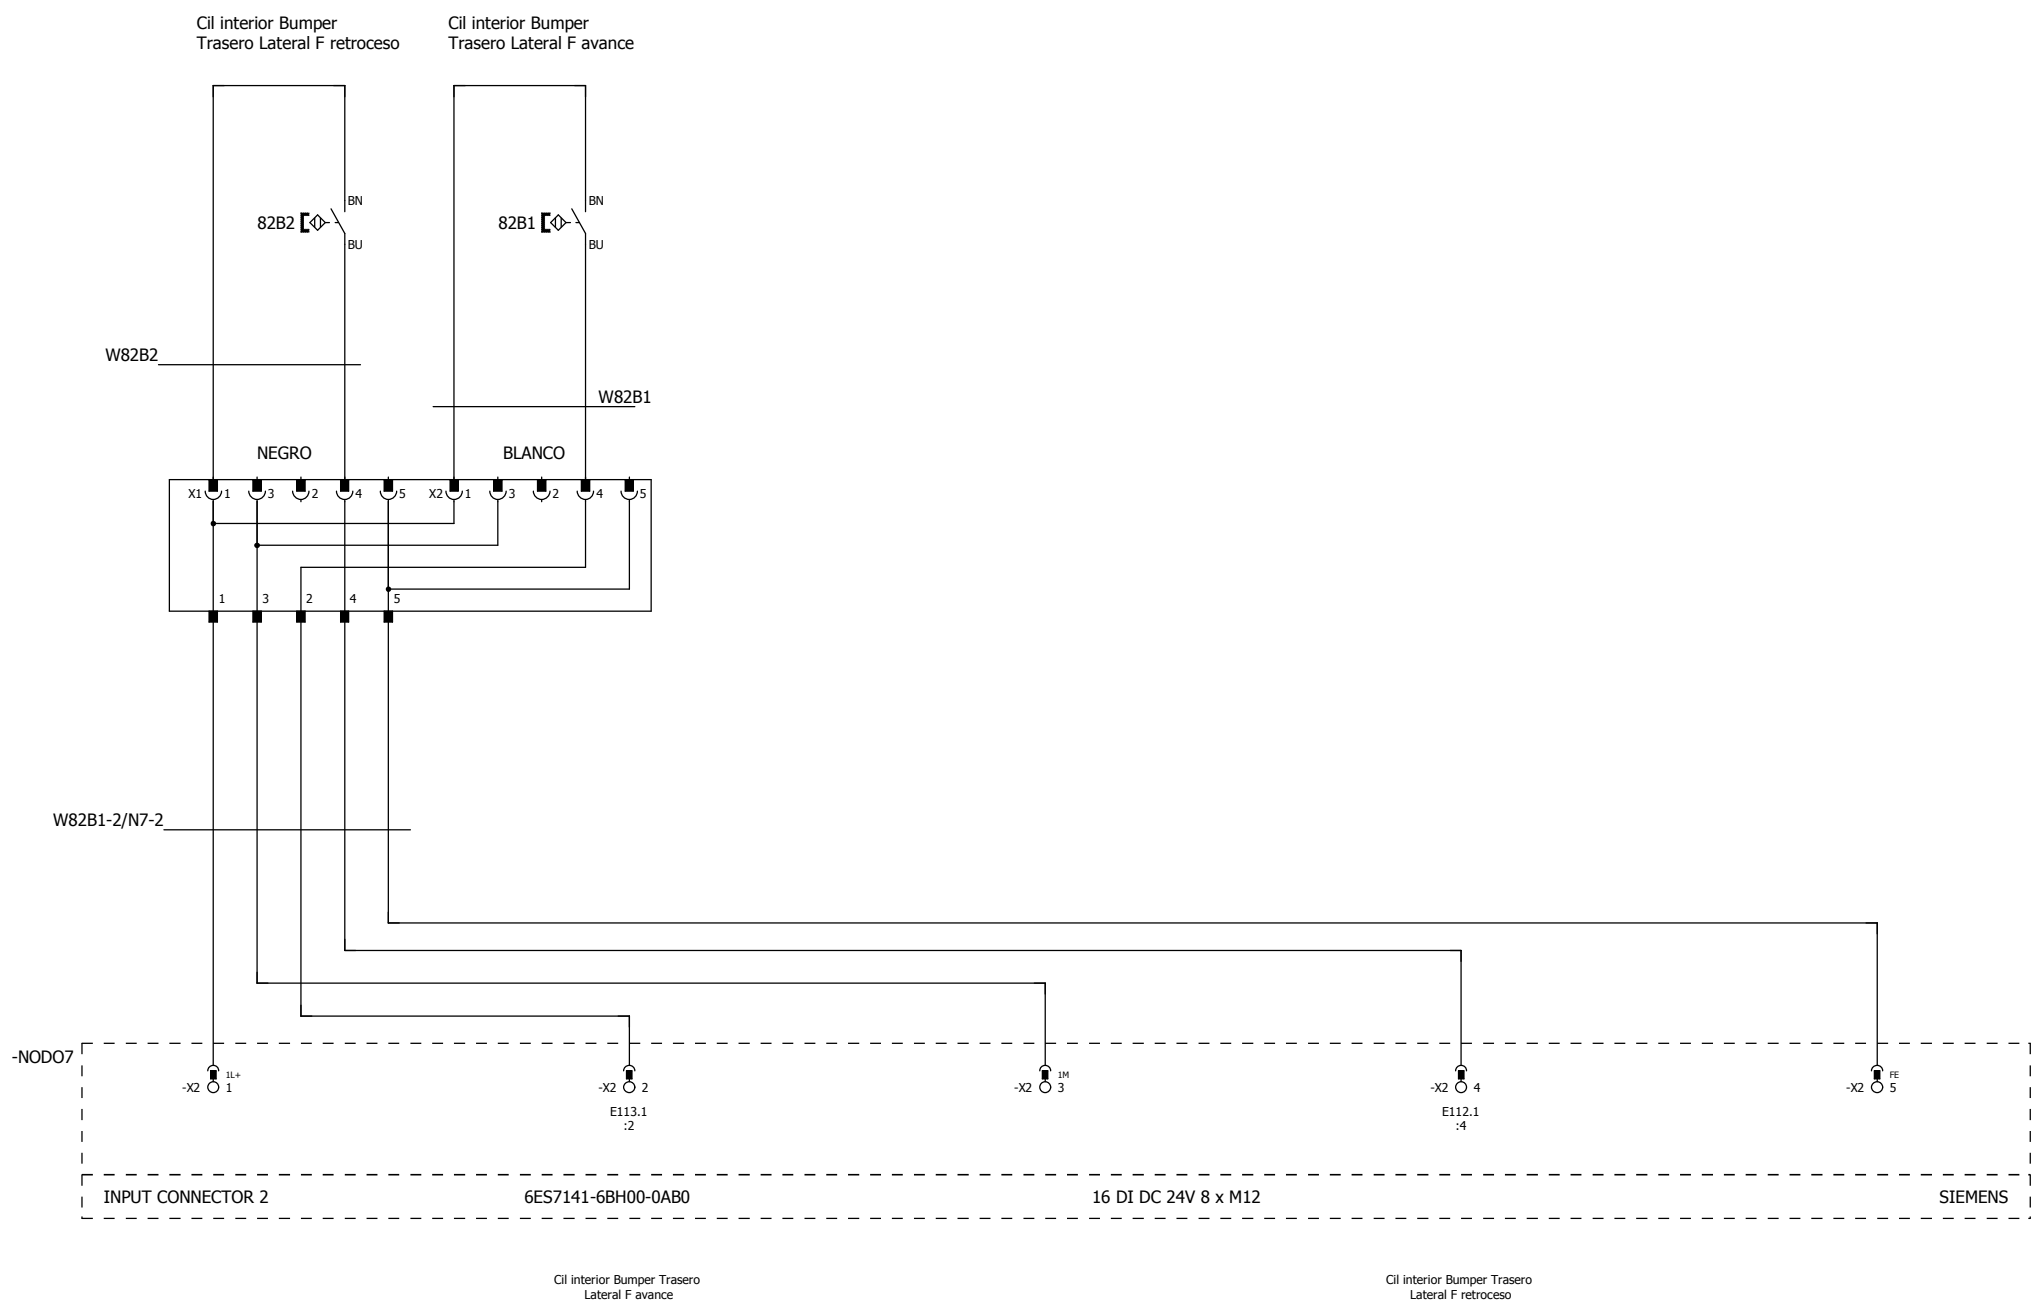 Cil interior Bumper
Trasero Lateral F retroceso
Cil interior Bumper
Trasero Lateral F avance
BN
82B2
BU
BN
82B1
BU
W82B2
W82B1
NEGRO
BLANCO
X1 1 3 2 4 5 X2 1 3 2 4 5
1 3 2 4 5
W82B1-2/N7-2
-NODO7
1L+
-X2 1
-X2 2
1M
-X2 3
-X2 4
FE
-X2 5
E113.1
:2
E112.1
:4
INPUT CONNECTOR 2 6ES7141-6BH00-0AB0 16 DI DC 24V 8 x M12 SIEMENS
Cil interior Bumper Trasero
Lateral F avance
Cil interior Bumper Trasero
Lateral F retroceso